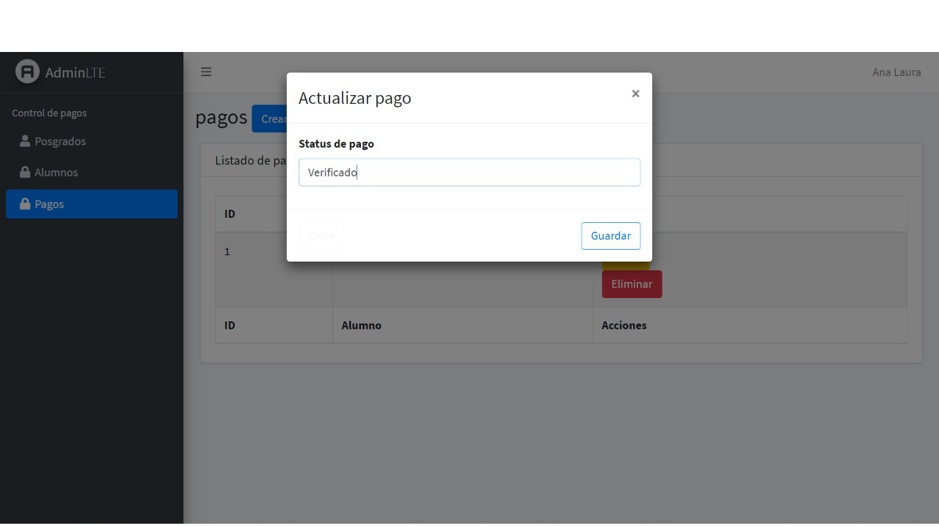 AdminLTE
Ana Laura
Control de pagos
Posgrados
Alumnos
Pagos
pagos Crear
Listado de pa
Actualizar pago
×
Status de pago
Verificado
Guardar
ID
1
Eliminar
ID Alumno Acciones